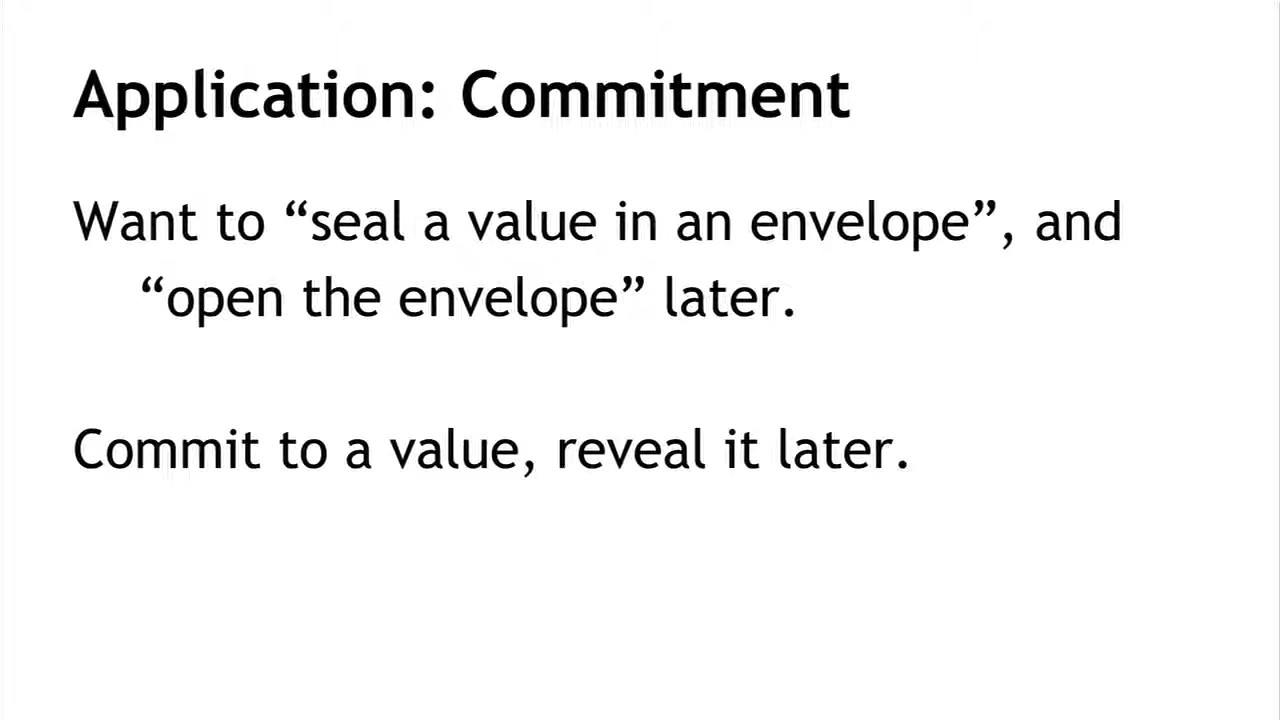 Application: Commitment
Want to “seal a value in an envelope”, and
“open the envelope” later.
Commit to a value, reveal it later.